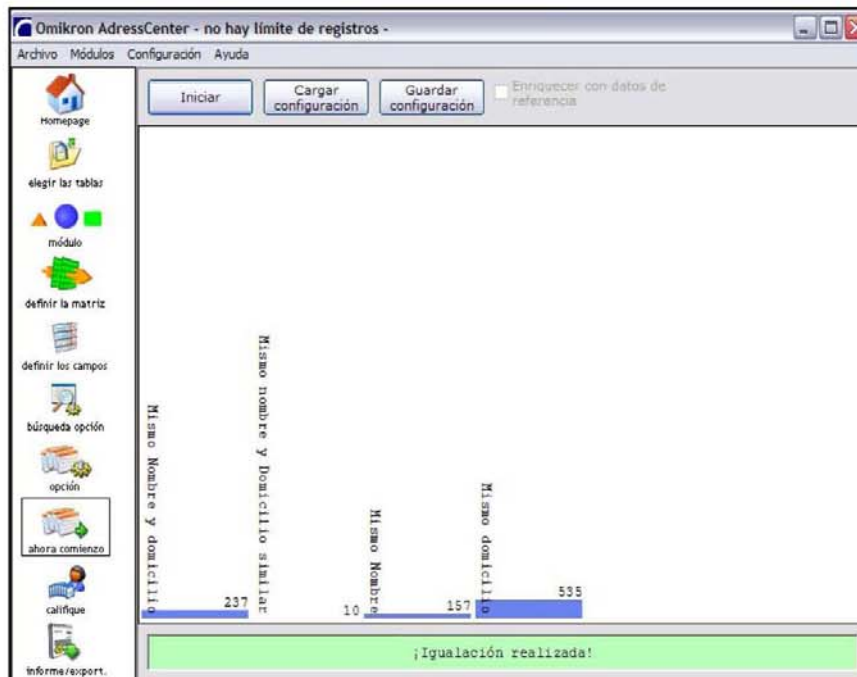 Omikron AdressCenter - no hay límite de registros -
Archivo Módulos Configuración Ayuda
Homepage
elegir las tablas
módulo
definir la matriz
definir los campos
búsqueda opción
opción
ahora comienzo
califique
informe/export.
Iniciar
Cargar
configuración
Guardar
configuración
Enriquecer con datos de
referencia
Mismo Nombre y domicilio
237
Mismo nombre y Domicilio similar
10
Mismo Nombre
157
Mismo domicilio
535
¡Igualación realizada!